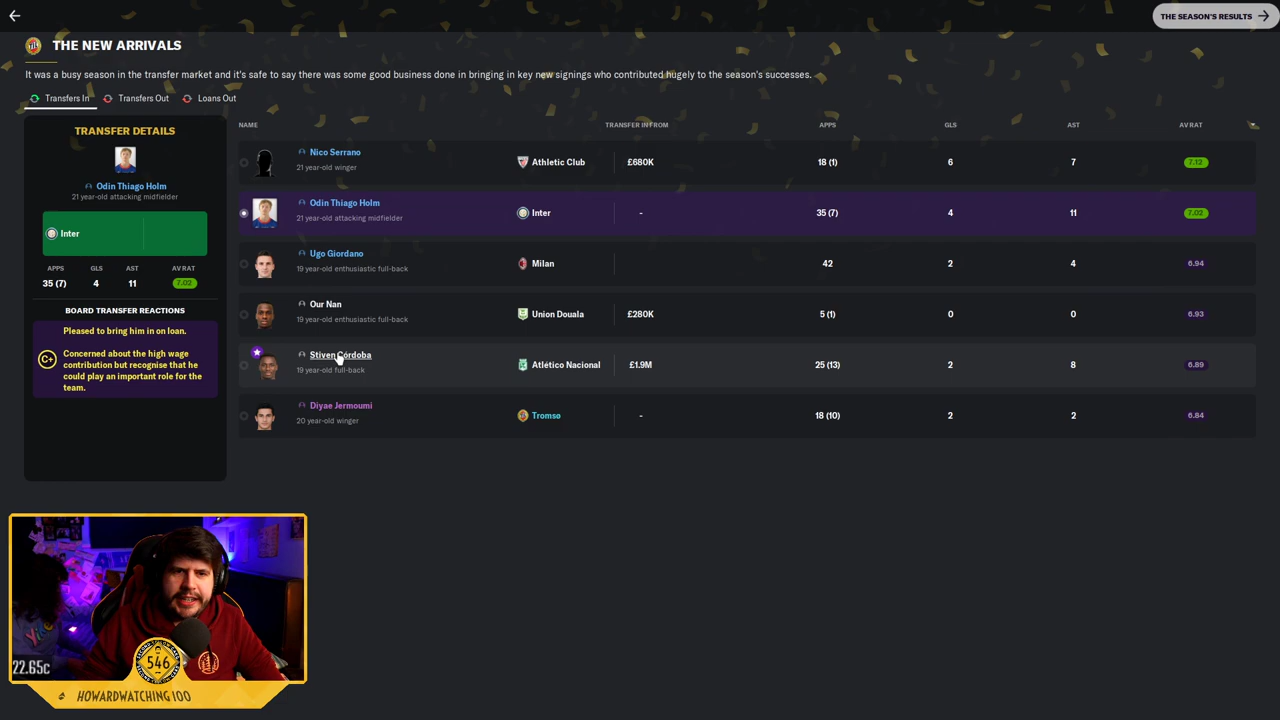 THE SEASON'S RESULTS
THE NEW ARRIVALS
It was a busy season in the transfer market and it's safe to say there was some good business done in bringing in key new signings who contributed hugely to the season's successes.
Transfers In Transfers Out Loans Out
TRANSFER DETAILS
Odin Thiago Holm
21 year-old attacking midfielder
Inter
APPS GLS AST AV RAT
35 (7) 4 11 7.02
BOARD TRANSFER REACTIONS
Pleased to bring him in on loan.
C+
Concerned about the high wage
contribution but recognise that he
could play an important role for the
team.
NAME TRANSFER IN FROM APPS GLS AST AV RAT
Nico Serrano
21 year-old winger
Athletic Club £680K 18 (1) 6 7 7.12
Odin Thiago Holm
21 year-old attacking midfielder
Inter - 35 (7) 4 11 7.02
Ugo Giordano
19 year-old enthusiastic full-back
Milan 42 2 4 6.94
Our Nan
19 year-old enthusiastic full-back
Union Douala £280K 5 (1) 0 0 6.93
Stiven Córdoba
19 year-old full-back
Atlético Nacional £1.9M 25 (13) 2 8 6.89
Diyae Jermoumi
20 year-old winger
Tromsø - 18 (10) 2 2 6.84
22.65c
546
HOWARDWATCHING100